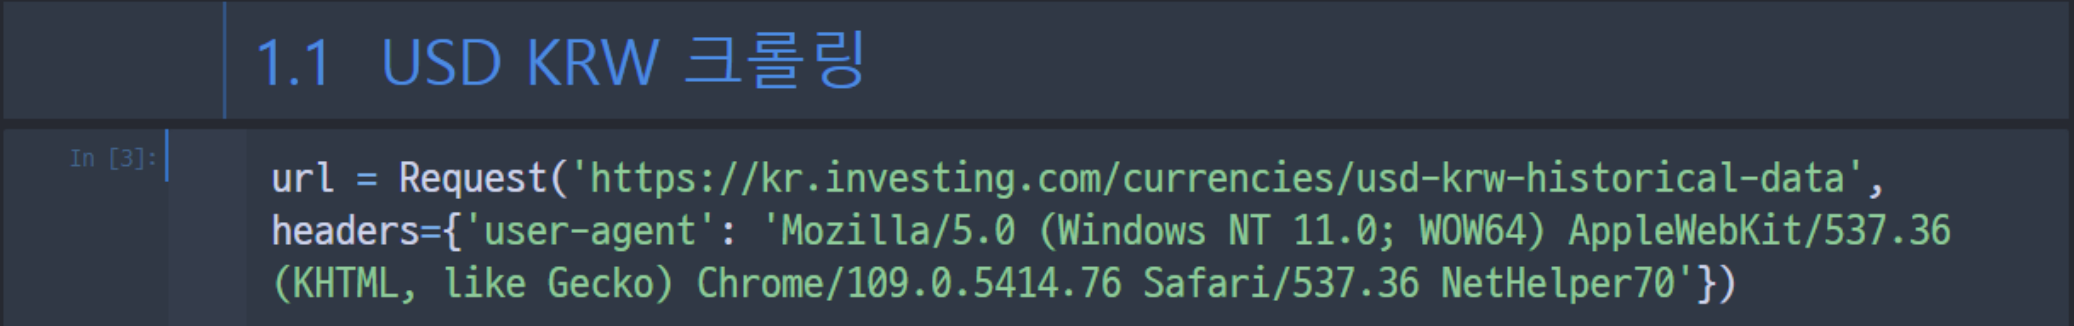 1.1 USD KRW 크롤링
In [3]:
url = Request('https://kr.investing.com/currencies/usd-krw-historical-data',
headers={'user-agent': 'Mozilla/5.0 (Windows NT 11.0; WOW64) AppleWebKit/537.36
(KHTML, like Gecko) Chrome/109.0.5414.76 Safari/537.36 NetHelper70'})